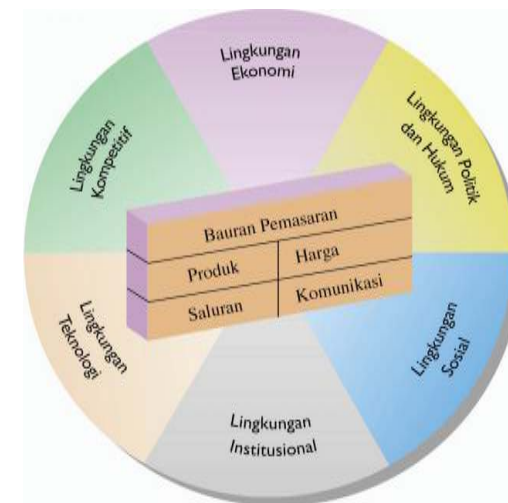 Lingkungan
Ekonomi
Lingkungan Politik
dan Hukum
Lingkungan
Kompetitif
Bauran Pemasaran
Produk
Harga
Saluran
Komunikasi
Lingkungan
Teknologi
Lingkungan
Sosial
Lingkungan
Institusional